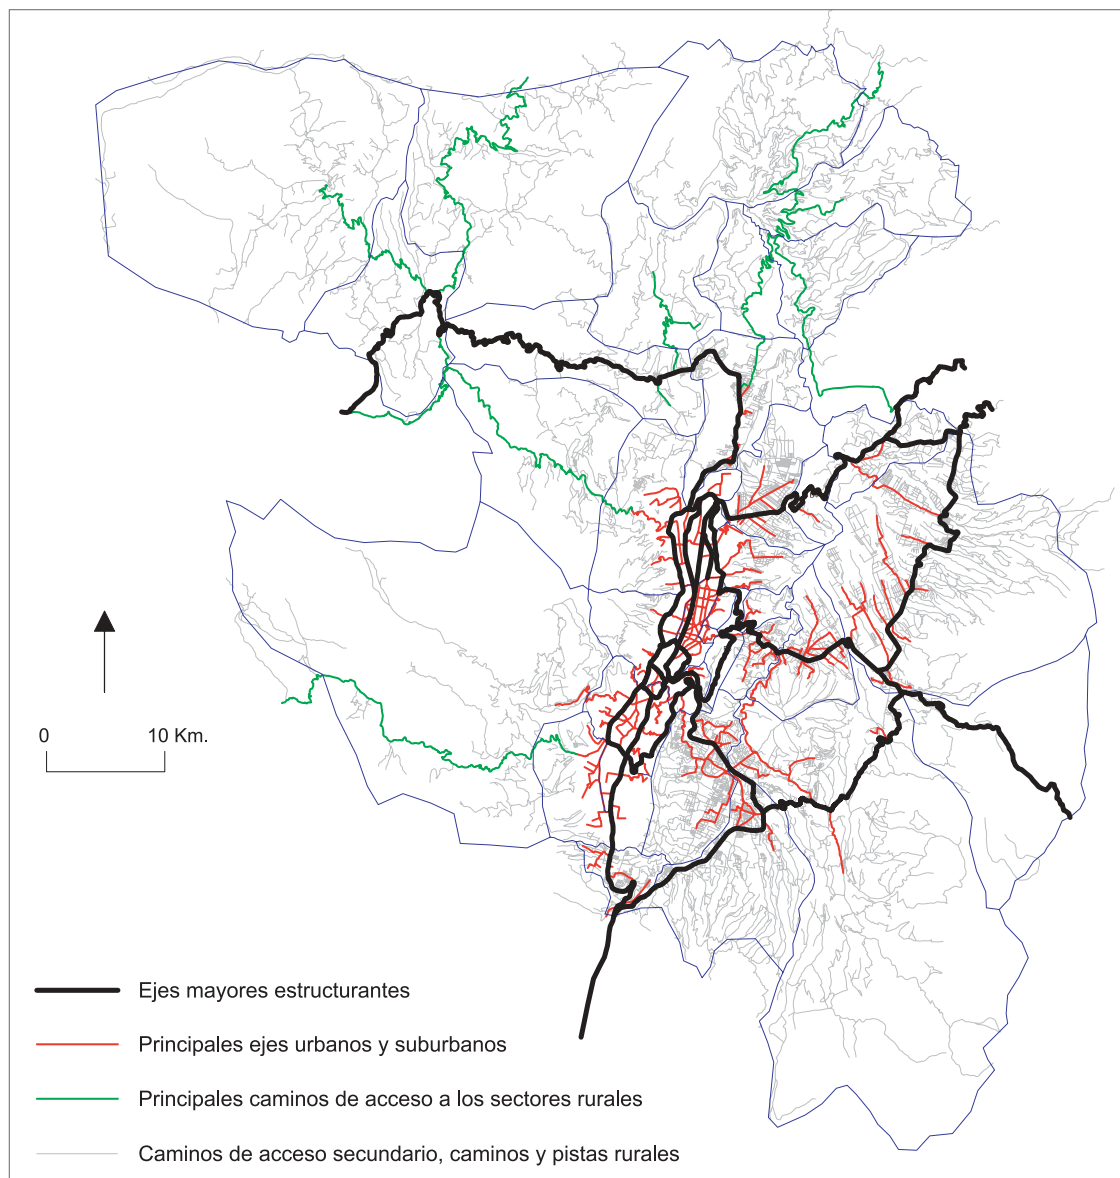 0 10 Km.
Ejes mayores estructurantes
Principales ejes urbanos y suburbanos
Principales caminos de acceso a los sectores rurales
Caminos de acceso secundario, caminos y pistas rurales